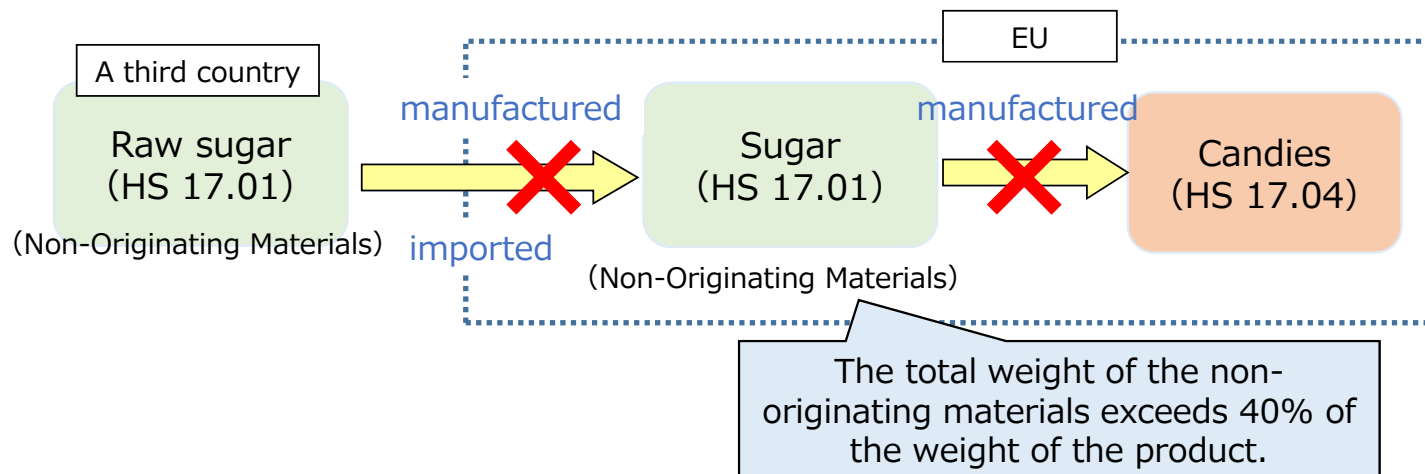 EU
A third country
manufactured
manufactured
Raw sugar
(HS 17.01)
Sugar
(HS 17.01)
Candies
(HS 17.04)
(Non-Originating Materials)
imported
(Non-Originating Materials)
The total weight of the non-
originating materials exceeds 40% of
the weight of the product.